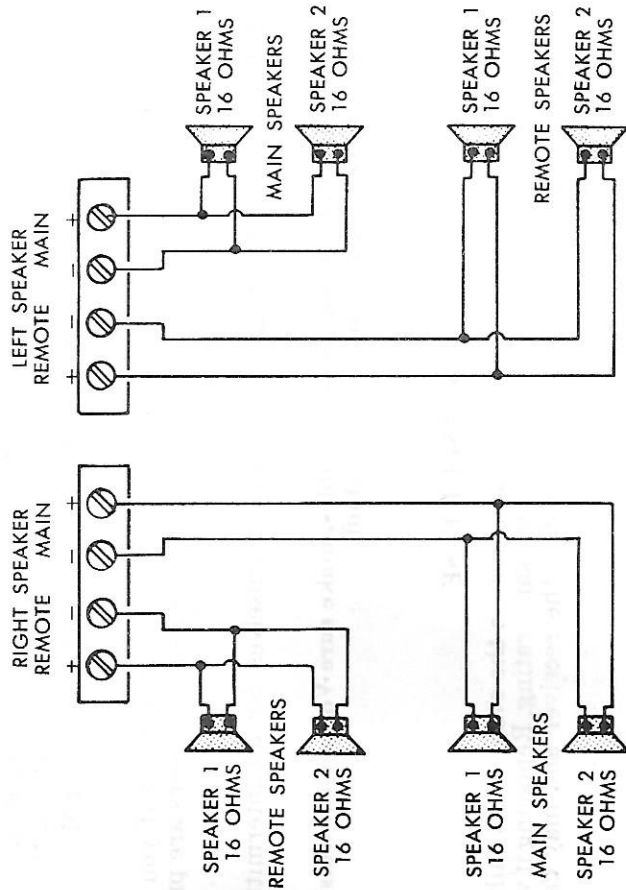 RIGHT SPEAKER
REMOTE MAIN
+ − − +
SPEAKER 1
16 OHMS
REMOTE SPEAKERS
SPEAKER 2
16 OHMS
SPEAKER 1
16 OHMS
MAIN SPEAKERS
SPEAKER 2
16 OHMS
LEFT SPEAKER
REMOTE MAIN
+ − − +
SPEAKER 1
16 OHMS
MAIN SPEAKERS
SPEAKER 2
16 OHMS
SPEAKER 1
16 OHMS
REMOTE SPEAKERS
SPEAKER 2
16 OHMS